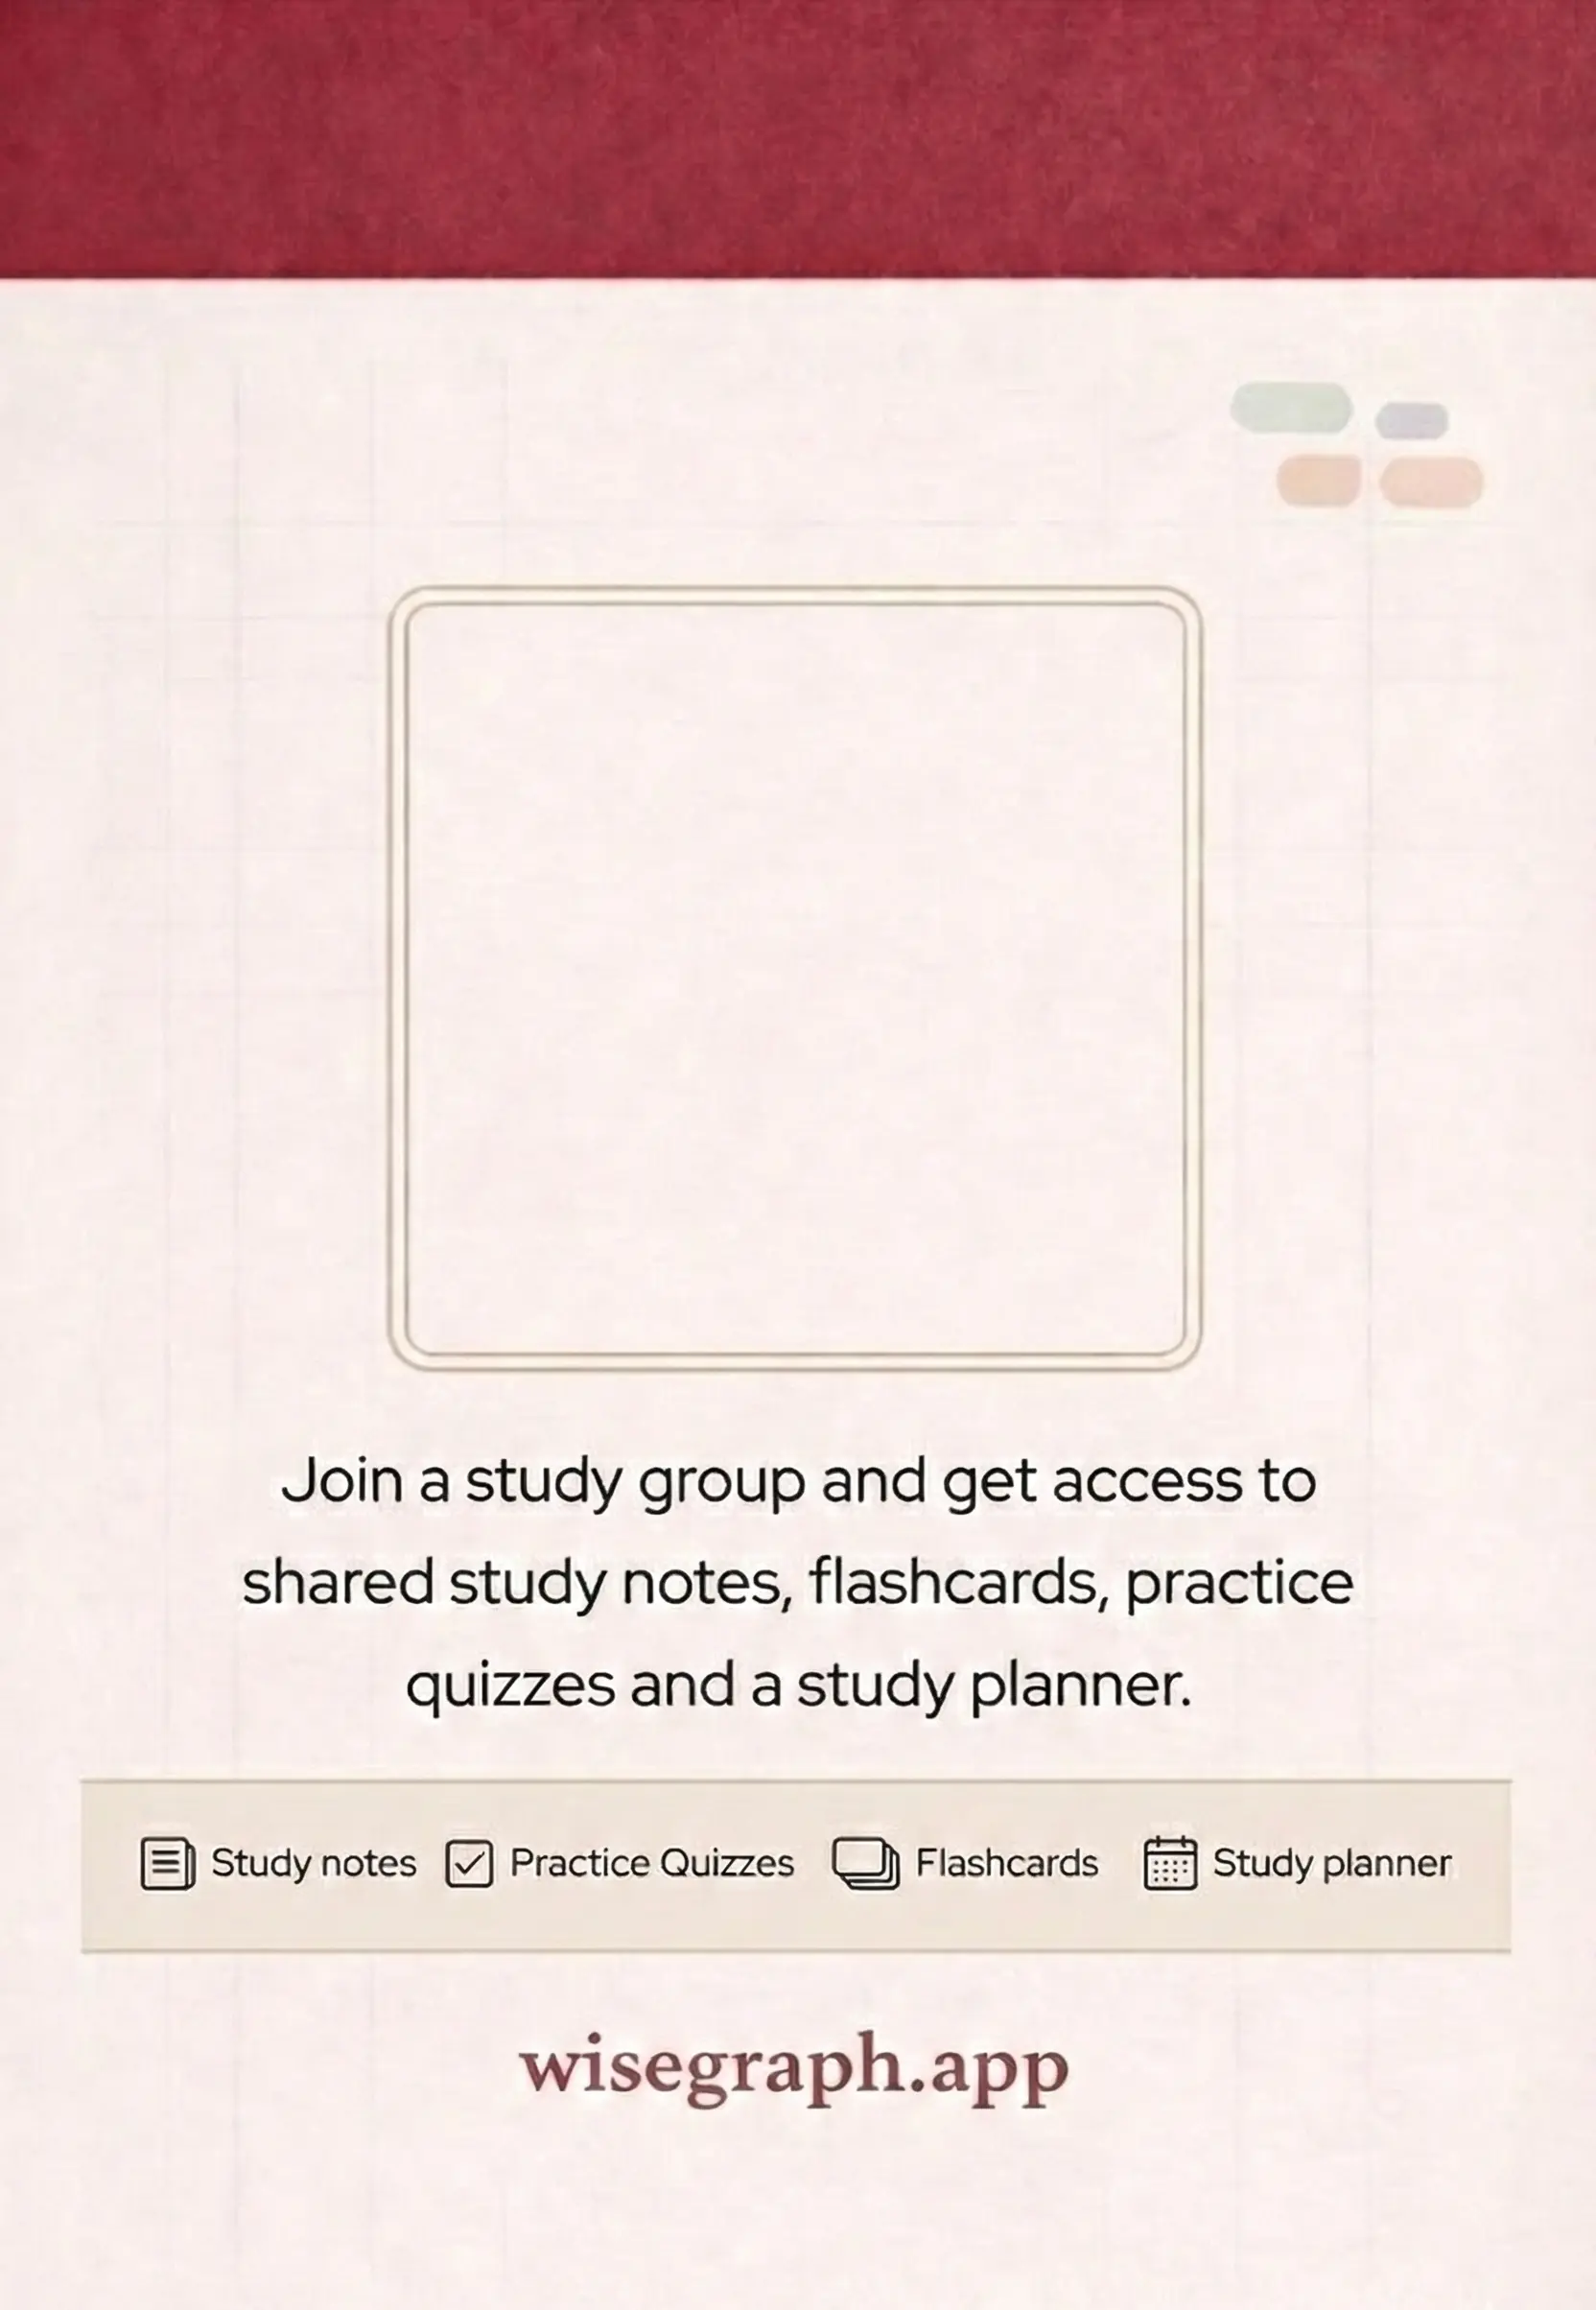 Join a study group and get access to
shared study notes, flashcards, practice
quizzes and a study planner.
Study notes Practice Quizzes Flashcards Study planner
wisegraph.app